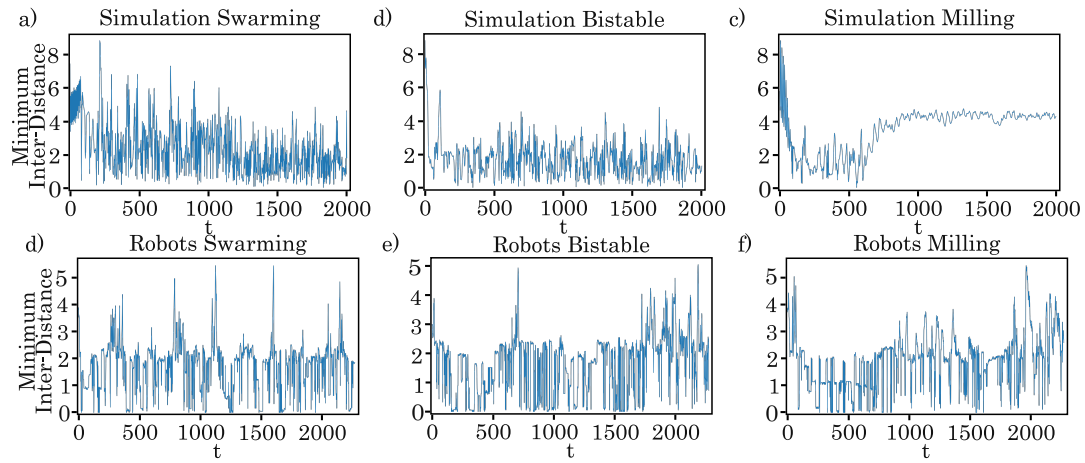 a) Simulation Swarming
d) Simulation Bistable
c) Simulation Milling
Minimum
Inter-Distance
8
6
4
2
0
0 500 1000 1500 2000
t
8
6
4
2
0
0 500 1000 1500 2000
t
8
6
4
2
0
0 500 1000 1500 2000
t
d) Robots Swarming
e) Robots Bistable
f) Robots Milling
Minimum
Inter-Distance
5
4
3
2
1
0
0 500 1000 1500 2000
t
5
4
3
2
1
0
0 500 1000 1500 2000
t
5
4
3
2
1
0
0 500 1000 1500 2000
t